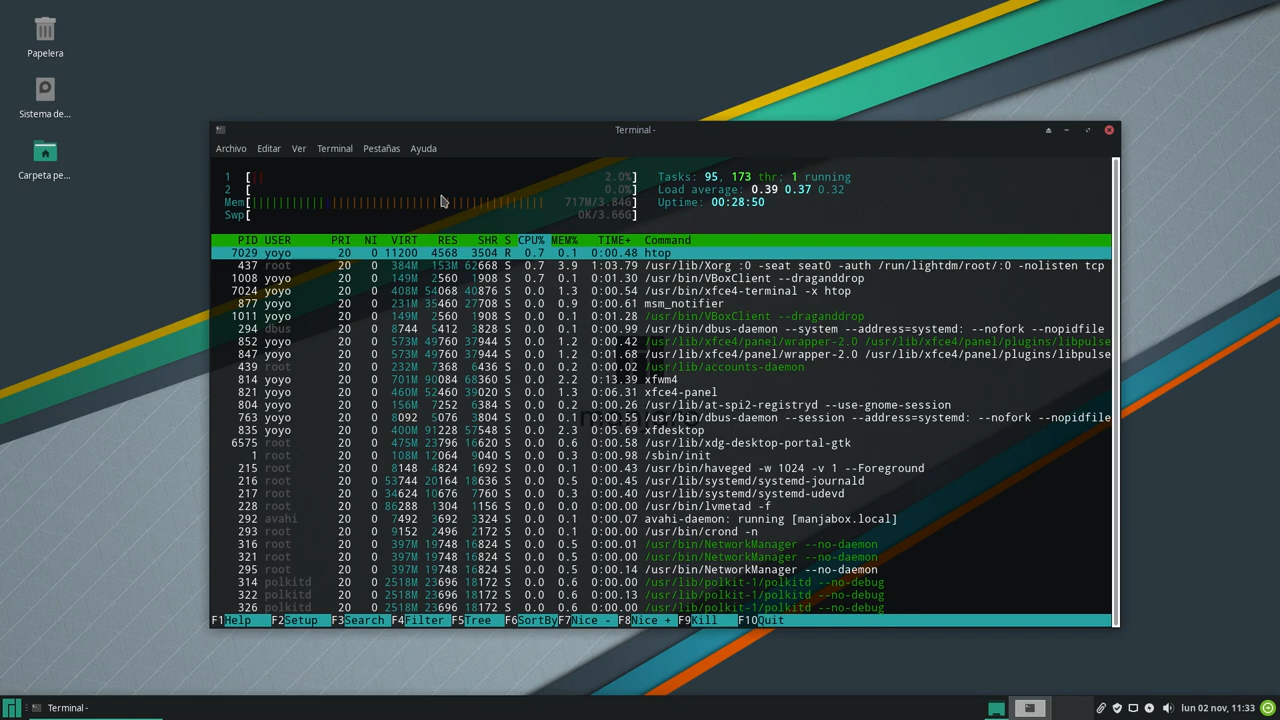 Papelera
Sistema de...
Carpeta pe...
Terminal -
Archivo Editar Ver Terminal Pestañas Ayuda
1 [|| 2.0%] Tasks: 95, 173 thr; 1 running
2 [ 0.0%] Load average: 0.39 0.37 0.32
Mem[ 717M/3.84G] Uptime: 00:28:50
Swp[ 0K/3.66G]
PID USER PRI NI VIRT RES SHR S CPU% MEM% TIME+ Command
7029 yoyo 20 0 11200 4568 3504 R 0.7 0.1 0:00.48 htop
437 root 20 0 384M 153M 62668 S 0.7 3.9 1:03.79 /usr/lib/Xorg :0 -seat seat0 -auth /run/lightdm/root/:0 -nolisten tcp
1008 yoyo 20 0 149M 2560 1908 S 0.7 0.1 0:01.30 /usr/bin/VBoxClient --draganddrop
7024 yoyo 20 0 408M 54068 40876 S 0.0 1.3 0:00.54 /usr/bin/xfce4-terminal -x htop
877 yoyo 20 0 231M 35460 27708 S 0.0 0.9 0:00.61 msm_notifier
1011 yoyo 20 0 149M 2560 1908 S 0.0 0.1 0:01.28 /usr/bin/VBoxClient --draganddrop
294 dbus 20 0 8744 5412 3828 S 0.0 0.1 0:00.99 /usr/bin/dbus-daemon --system --address=systemd: --nofork --nopidfile
852 yoyo 20 0 573M 49760 37944 S 0.0 1.2 0:00.42 /usr/lib/xfce4/panel/wrapper-2.0 /usr/lib/xfce4/panel/plugins/libpulse
847 yoyo 20 0 573M 49760 37944 S 0.0 1.2 0:01.68 /usr/lib/xfce4/panel/wrapper-2.0 /usr/lib/xfce4/panel/plugins/libpulse
439 root 20 0 232M 7368 6436 S 0.0 0.2 0:00.02 /usr/lib/accounts-daemon
814 yoyo 20 0 701M 90084 68360 S 0.0 2.2 0:13.39 xfwm4
821 yoyo 20 0 460M 52460 39020 S 0.0 1.3 0:06.31 xfce4-panel
804 yoyo 20 0 156M 7252 6384 S 0.0 0.2 0:00.26 /usr/lib/at-spi2-registryd --use-gnome-session
763 yoyo 20 0 8092 5076 3804 S 0.0 0.1 0:00.55 /usr/bin/dbus-daemon --session --address=systemd: --nofork --nopidfile
835 yoyo 20 0 400M 91228 57548 S 0.0 2.3 0:05.69 xfdesktop
6575 root 20 0 475M 23796 16620 S 0.0 0.6 0:00.58 /usr/lib/xdg-desktop-portal-gtk
1 root 20 0 108M 12064 9040 S 0.0 0.3 0:00.98 /sbin/init
215 root 20 0 8148 4824 1692 S 0.0 0.1 0:00.43 /usr/bin/haveged -w 1024 -v 1 --Foreground
216 root 20 0 53744 20164 18636 S 0.0 0.5 0:00.45 /usr/lib/systemd/systemd-journald
217 root 20 0 34624 10676 7760 S 0.0 0.3 0:00.40 /usr/lib/systemd/systemd-udevd
228 root 20 0 86288 1304 1156 S 0.0 0.0 0:00.00 /usr/bin/lvmetad -f
292 avahi 20 0 7492 3692 3324 S 0.0 0.1 0:00.07 avahi-daemon: running [manjabox.local]
293 root 20 0 9152 2496 2172 S 0.0 0.1 0:00.00 /usr/bin/crond -n
316 root 20 0 397M 19748 16824 S 0.0 0.5 0:00.00 /usr/bin/NetworkManager --no-daemon
321 root 20 0 397M 19748 16824 S 0.0 0.5 0:00.01 /usr/bin/NetworkManager --no-daemon
295 root 20 0 397M 19748 16824 S 0.0 0.5 0:00.14 /usr/bin/NetworkManager --no-daemon
314 polkitd 20 0 2518M 23696 18172 S 0.0 0.6 0:00.00 /usr/lib/polkit-1/polkitd --no-debug
322 polkitd 20 0 2518M 23696 18172 S 0.0 0.6 0:00.13 /usr/lib/polkit-1/polkitd --no-debug
326 polkitd 20 0 2518M 23696 18172 S 0.0 0.6 0:00.00 /usr/lib/polkit-1/polkitd --no-debug
F1Help F2Setup F3Search F4Filter F5Tree F6SortBy F7Nice - F8Nice + F9Kill F10Quit
Terminal -
lun 02 nov, 11:33